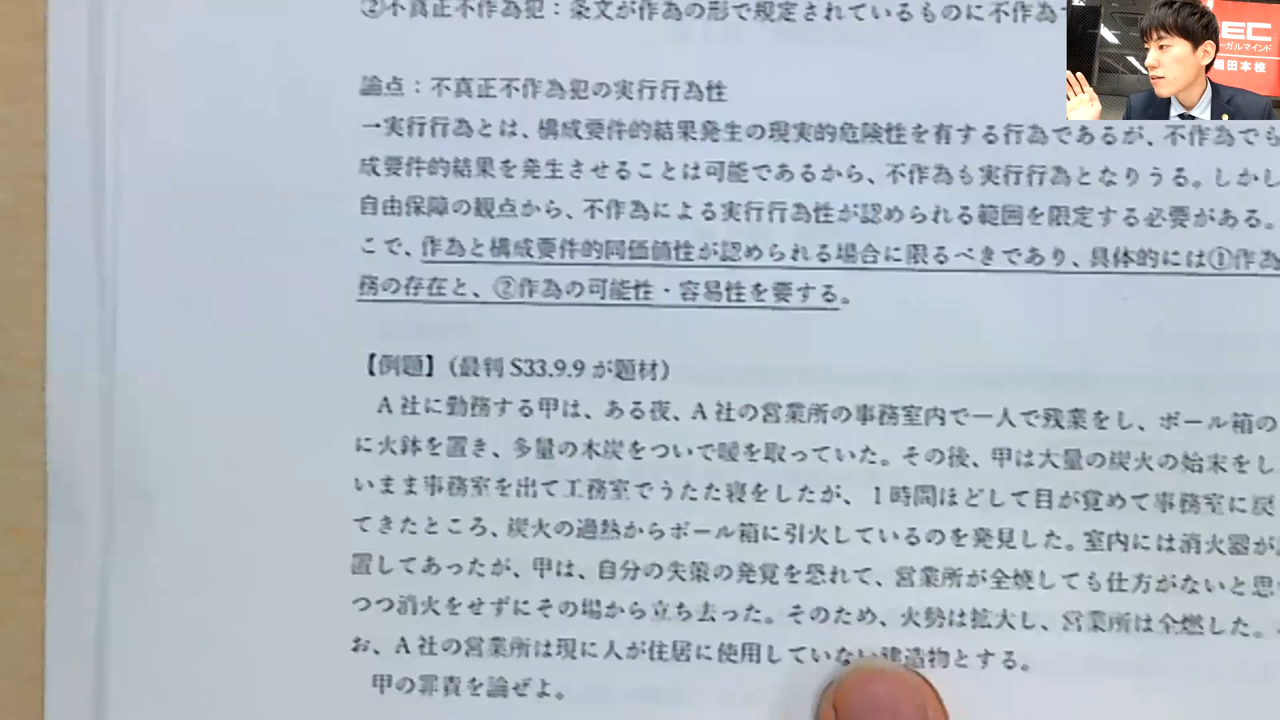 ②不真正不作為犯：条文が作為の形で規定されているものに不作為
論点：不真正不作為犯の実行行為性
一実行行為とは、構成要件的結果発生の現実的危険性を有する行為であるが、不作為でも
成要件的結果を発生させることは可能であるから、不作為も実行行為となりうる。しかし
自由保障の観点から、不作為による実行行為性が認められる範囲を限定する必要がある。
こで、作為と構成要件的同価値性が認められる場合に限るべきであり、具体的には①作為
務の存在と、②作為の可能性・容易性を要する。
【例題】（最判 S33.9.9 が題材）
A 社に勤務する甲は、ある夜、A 社の営業所の事務室内で一人で残業をし、ボール箱の
に火鉢を置き、多量の木炭をついで暖を取っていた。その後、甲は大量の炭火の始末をし
いまま事務室を出て工務室でうたた寝をしたが、1 時間ほどして目が覚めて事務室に戻
てきたところ、炭火の過熱からボール箱に引火しているのを発見した。室内には消火器が
置してあったが、甲は、自分の失策の発覚を恐れて、営業所が全焼しても仕方がないと思
つつ消火をせずにその場から立ち去った。そのため、火勢は拡大し、営業所は全燃した。
お、A 社の営業所は現に人が住居に使用していない建造物とする。
甲の罪責を論ぜよ。
EC
ーガルマインド
田本校